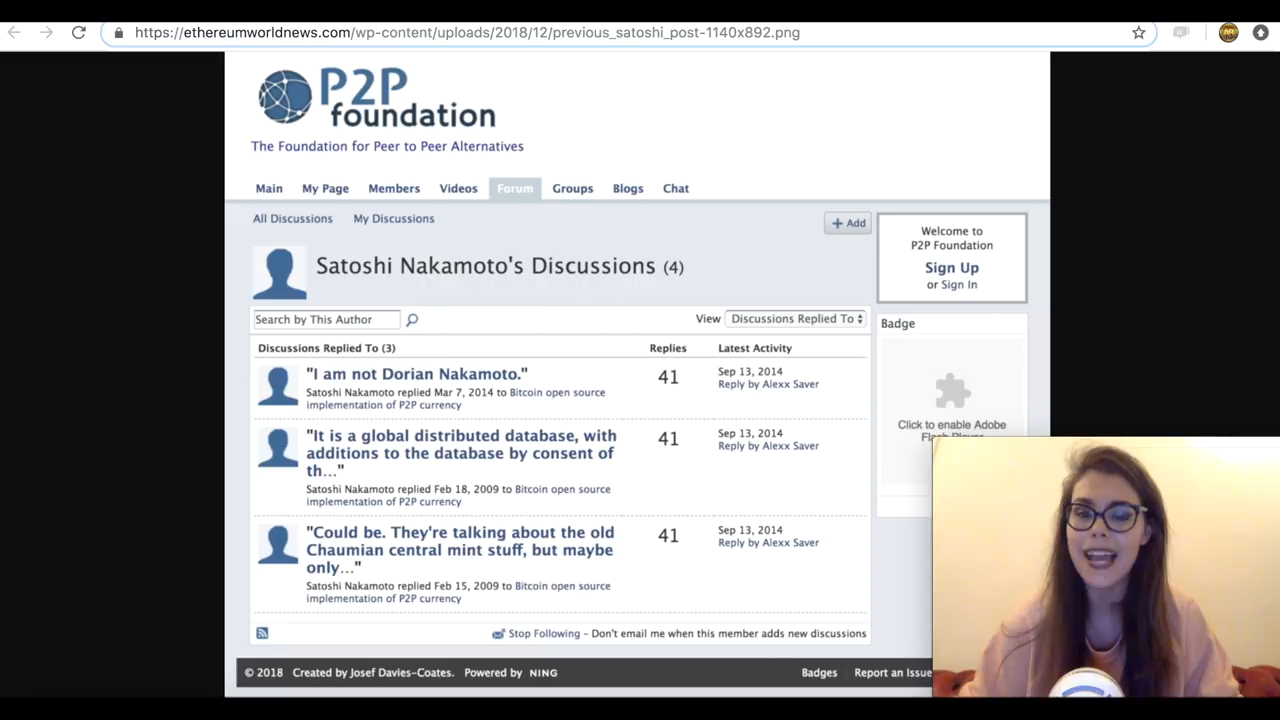 https://ethereumworldnews.com/wp-content/uploads/2018/12/previous_satoshi_post-1140x892.png
P2P
foundation
The Foundation for Peer to Peer Alternatives
Main My Page Members Videos Forum Groups Blogs Chat
All Discussions My Discussions
+ Add
Satoshi Nakamoto's Discussions (4)
Welcome to
P2P Foundation
Sign Up
or Sign In
Search by This Author
View Discussions Replied To
Badge
Discussions Replied To (3) Replies Latest Activity
"I am not Dorian Nakamoto."
Satoshi Nakamoto replied Mar 7, 2014 to Bitcoin open source
implementation of P2P currency
41
Sep 13, 2014
Reply by Alexx Saver
"It is a global distributed database, with
additions to the database by consent of
th..."
Satoshi Nakamoto replied Feb 18, 2009 to Bitcoin open source
implementation of P2P currency
41
Sep 13, 2014
Reply by Alexx Saver
Click to enable Adobe
Flash Player
"Could be. They're talking about the old
Chaumian central mint stuff, but maybe
only..."
Satoshi Nakamoto replied Feb 15, 2009 to Bitcoin open source
implementation of P2P currency
41
Sep 13, 2014
Reply by Alexx Saver
Stop Following – Don't email me when this member adds new discussions
© 2018 Created by Josef Davies-Coates. Powered by NING
Badges Report an Issue